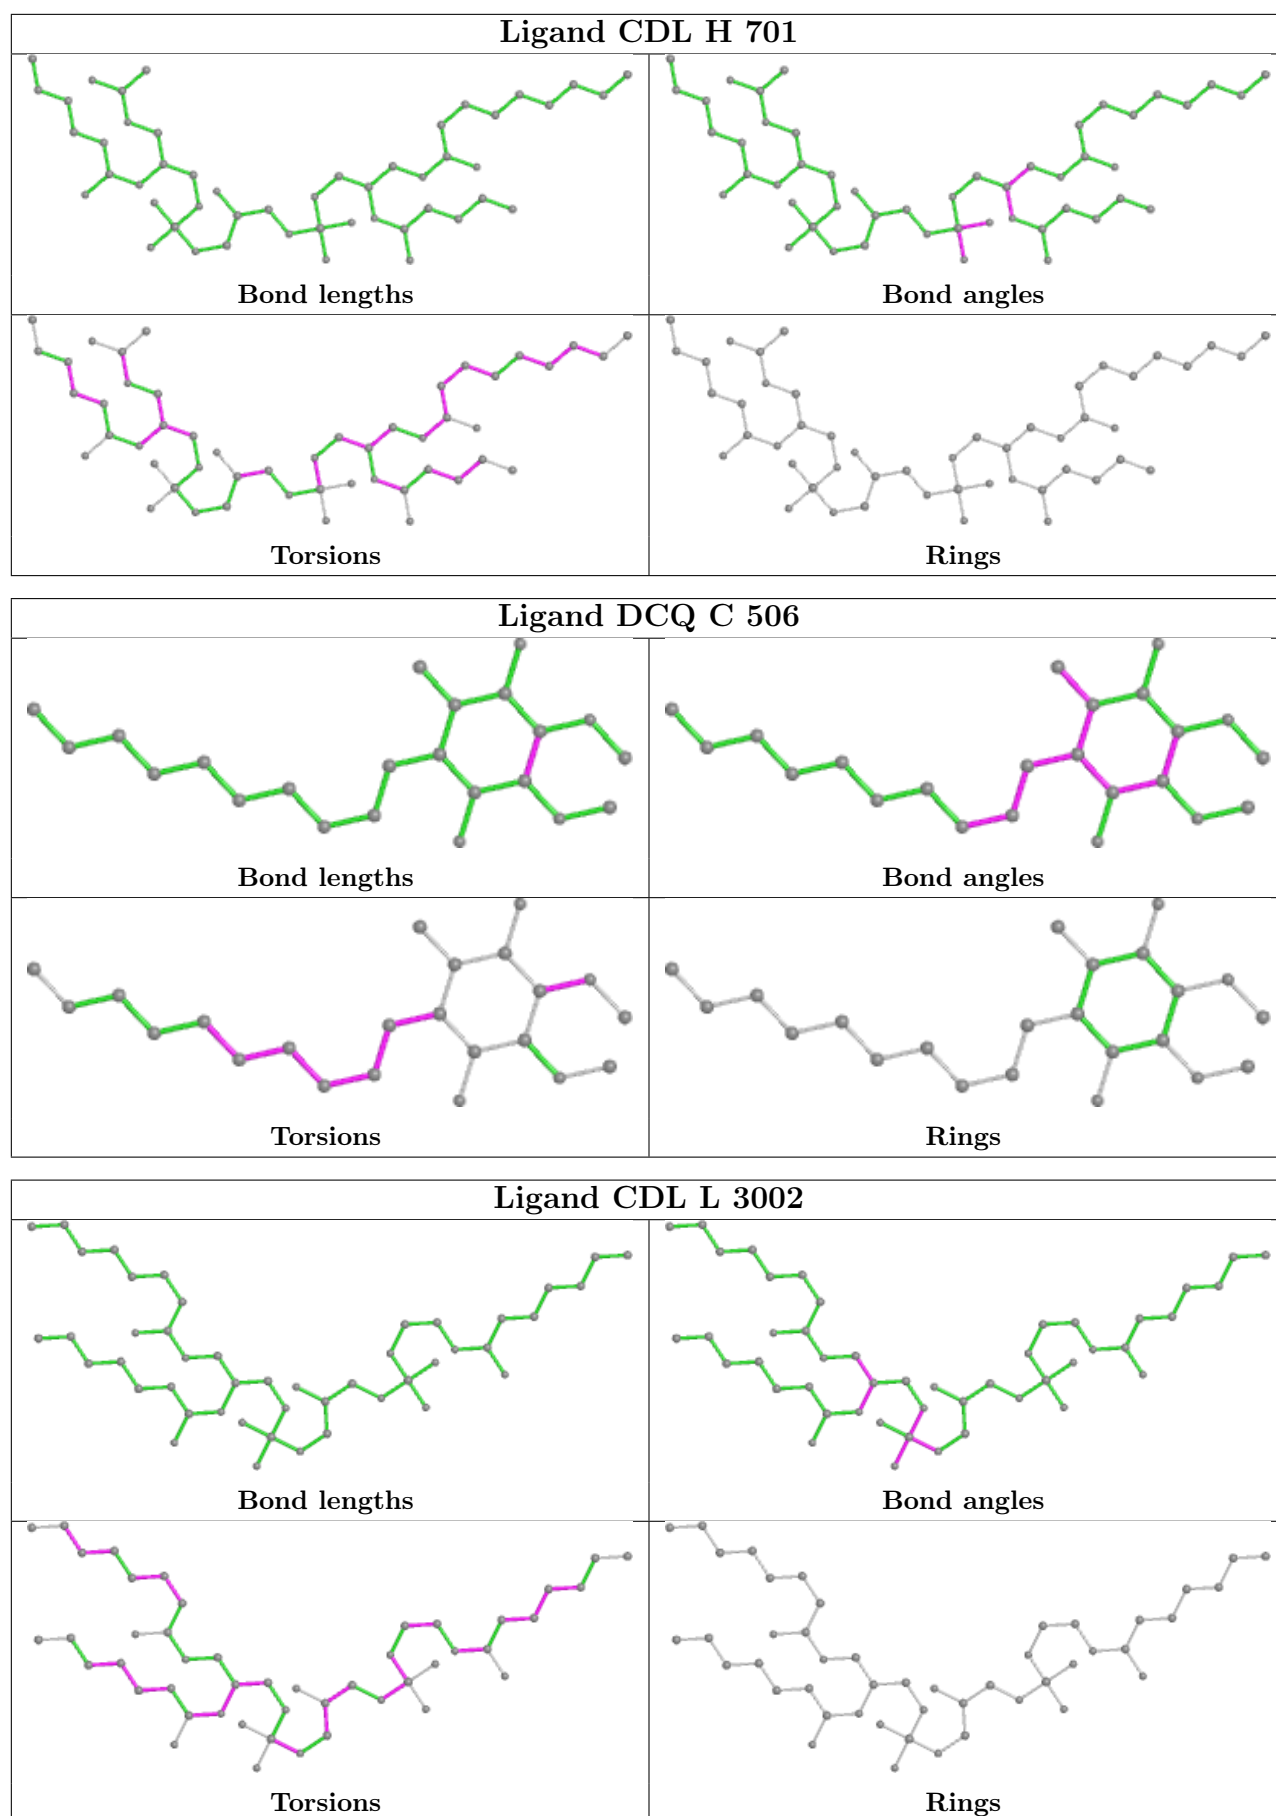 Ligand CDL H 701
Bond lengths
Bond angles
Torsions
Rings
Ligand DCQ C 506
Bond lengths
Bond angles
Torsions
Rings
Ligand CDL L 3002
Bond lengths
Bond angles
Torsions
Rings